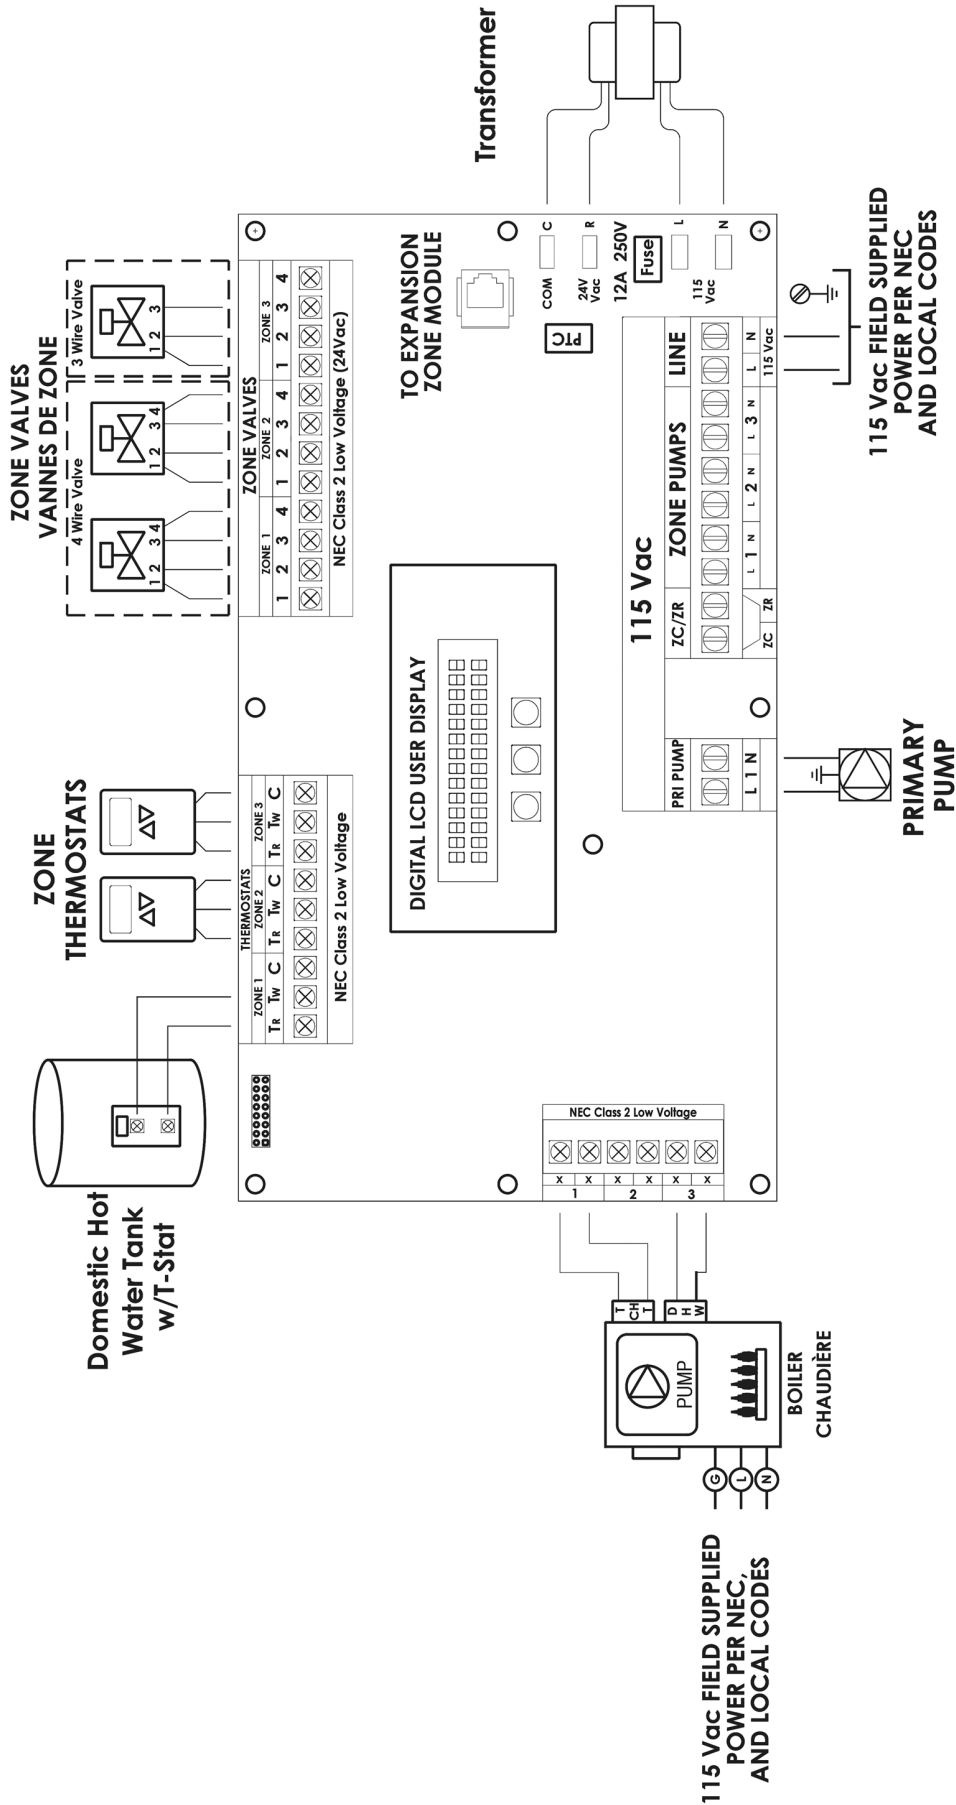 Transformer
ZONE VALVES
VANNES DE ZONE
4 Wire Valve
3 Wire Valve
1 2 3 4
1 2 3 4
1 2 3
ZONE
THERMOSTATS
Domestic Hot
Water Tank
w/T-Stat
THERMOSTATS
ZONE 1 ZONE 2 ZONE 3
TR TW C TR TW C TR TW C
NEC Class 2 Low Voltage
ZONE VALVES
ZONE 1 ZONE 2 ZONE 3
1 2 3 4 1 2 3 4 1 2 3 4
NEC Class 2 Low Voltage (24Vac)
TO EXPANSION
ZONE MODULE
DIGITAL LCD USER DISPLAY
COM C
24V
Vac R
PTC
12A 250V
Fuse
115
Vac
L
N
115 Vac
PRI PUMP
L 1 N
ZC/ZR
ZC ZR
ZONE PUMPS
L 1 N L 2 N L 3 N
LINE
L N
115 Vac
NEC Class 2 Low Voltage
X X X X X X
1 2 3
T CH T
D H W
PUMP
BOILER
CHAUDIÈRE
G
L
N
115 Vac FIELD SUPPLIED
POWER PER NEC,
AND LOCAL CODES
PRIMARY
PUMP
115 Vac FIELD SUPPLIED
POWER PER NEC
AND LOCAL CODES